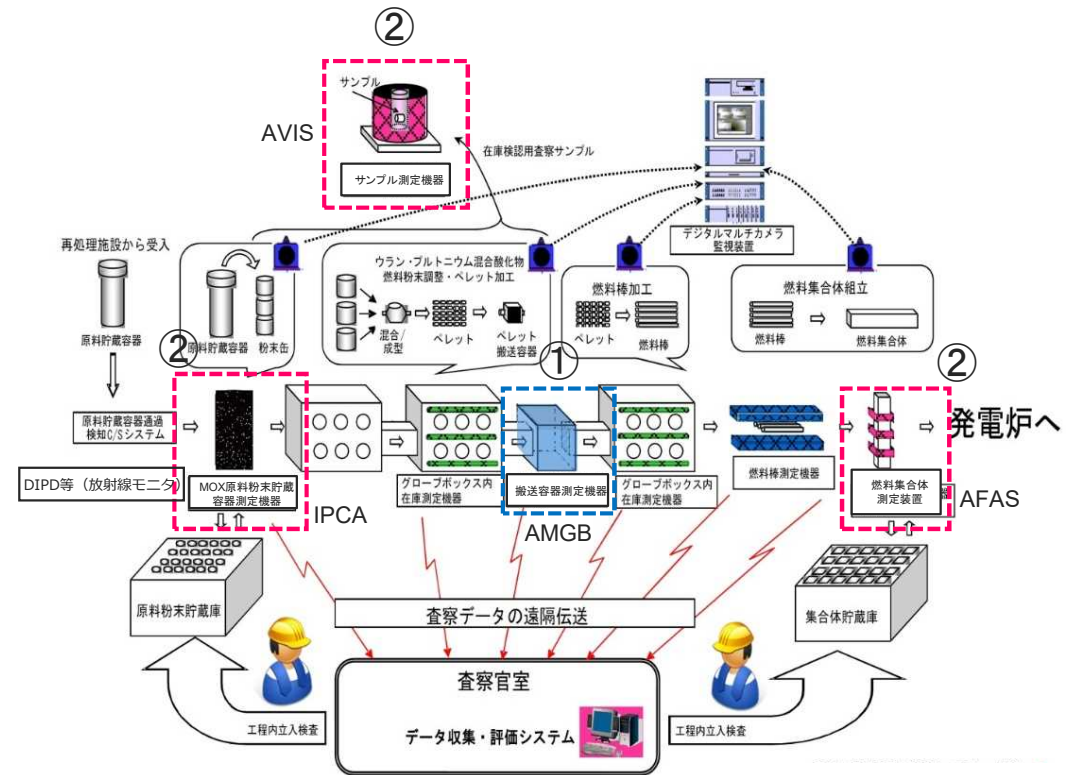 ②
サンプル
AVIS
サンプル測定機器
在庫検認用査察サンプル
デジタルマルチカメラ
監視装置
再処理施設から受入
原料貯蔵容器
原料貯蔵容器
粉末缶
ウラン・プルトニウム混合酸化物
燃料粉末調整・ペレット加工
混合/
成型
ペレット
ペレット
搬送容器
燃料棒加工
ペレット
燃料棒
燃料集合体組立
燃料棒
燃料集合体
②
①
②
原料貯蔵容器通過
検知C/Sシステム
DIPD等（放射線モニタ）
MOX原料粉末貯蔵
容器測定機器
IPCA
グローブボックス内
在庫測定機器
搬送容器測定機器
AMGB
グローブボックス内
在庫測定機器
燃料棒測定機器
燃料集合体
測定装置
器
AFAS
発電炉へ
原料粉末貯蔵庫
集合体貯蔵庫
査察データの遠隔伝送
査察官室
データ収集・評価システム
工程内立入検査
工程内立入検査